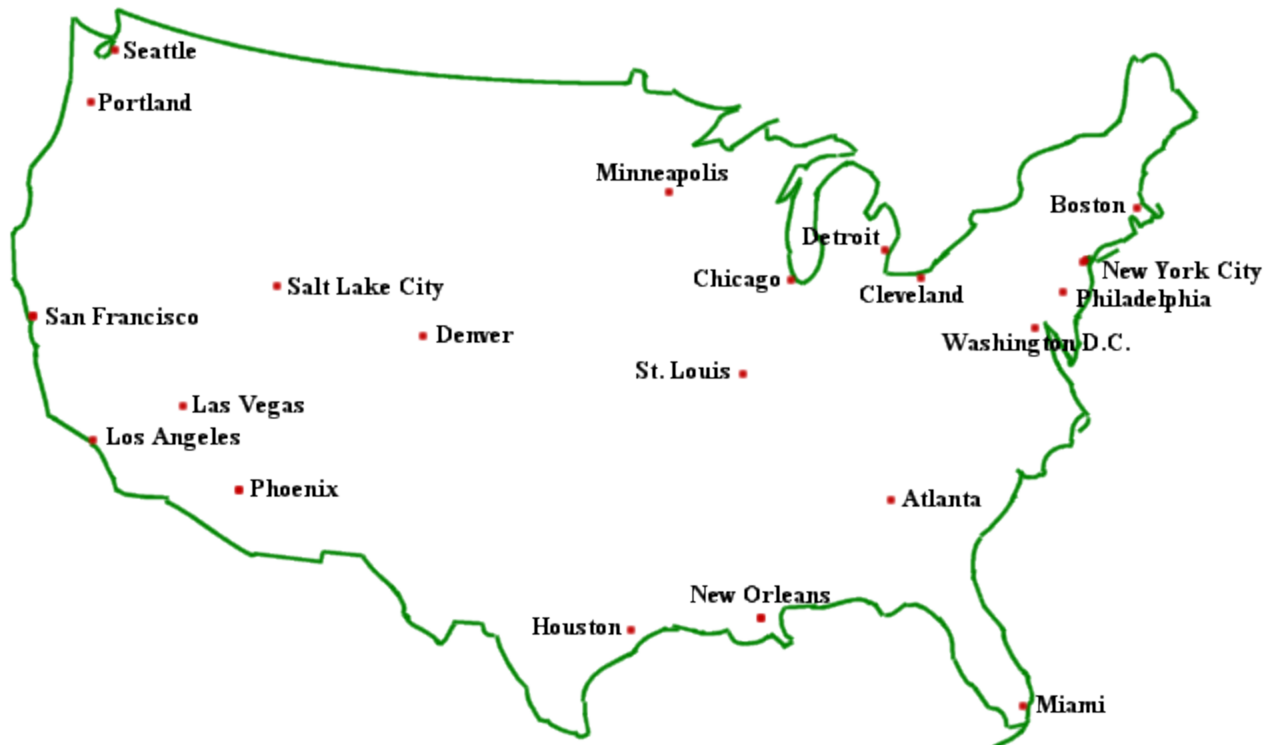 Seattle
Portland
Minneapolis
Boston
Detroit
New York City
Chicago
Salt Lake City
Cleveland
Philadelphia
San Francisco
Denver
Washington D.C.
St. Louis
Las Vegas
Los Angeles
Phoenix
Atlanta
New Orleans
Houston
Miami